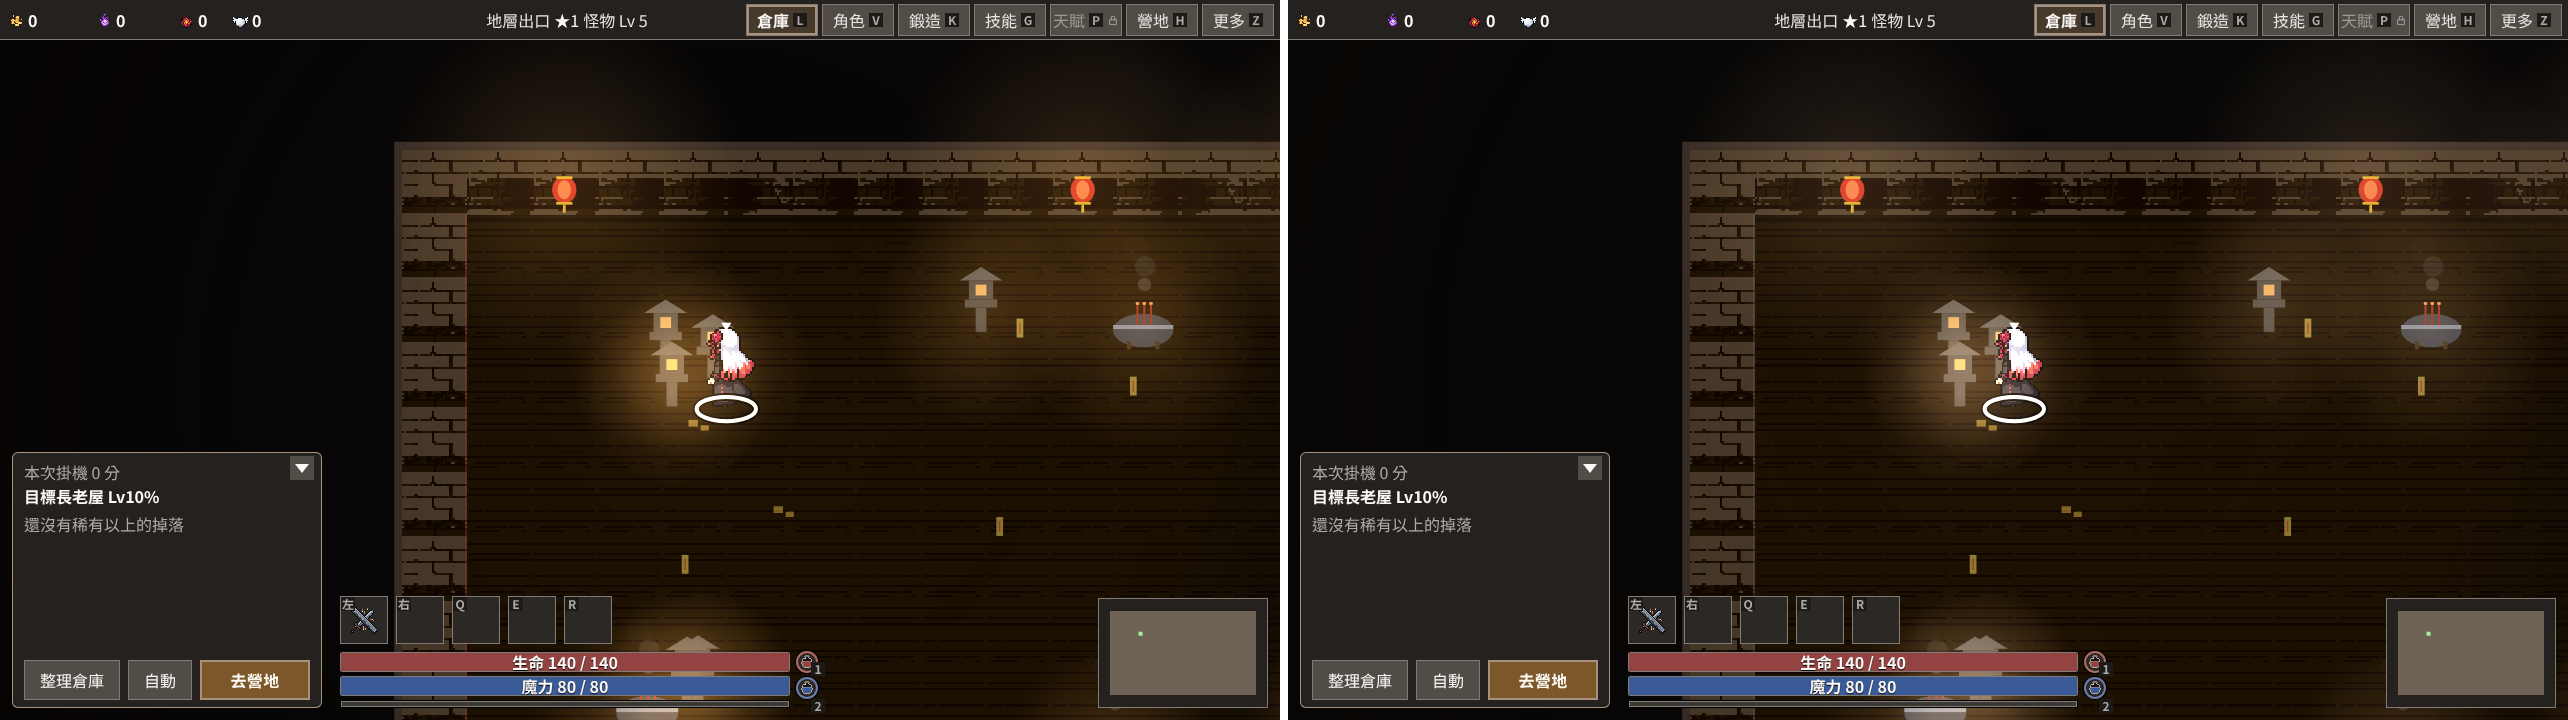 0 0 0 0 地層出口 ★1 怪物 Lv 5 倉庫 L 角色 V 鍛造 K 技能 G 天賦 P 營地 H 更多 Z
本次掛機 0 分
目標長老屋 Lv10%
還沒有稀有以上的掉落
整理倉庫 自動 去營地
左 右 Q E R
生命 140 / 140 1
魔力 80 / 80
2
0 0 0 0 地層出口 ★1 怪物 Lv 5 倉庫 L 角色 V 鍛造 K 技能 G 天賦 P 營地 H 更多 Z
本次掛機 0 分
目標長老屋 Lv10%
還沒有稀有以上的掉落
整理倉庫 自動 去營地
左 右 Q E R
生命 140 / 140 1
魔力 80 / 80
2